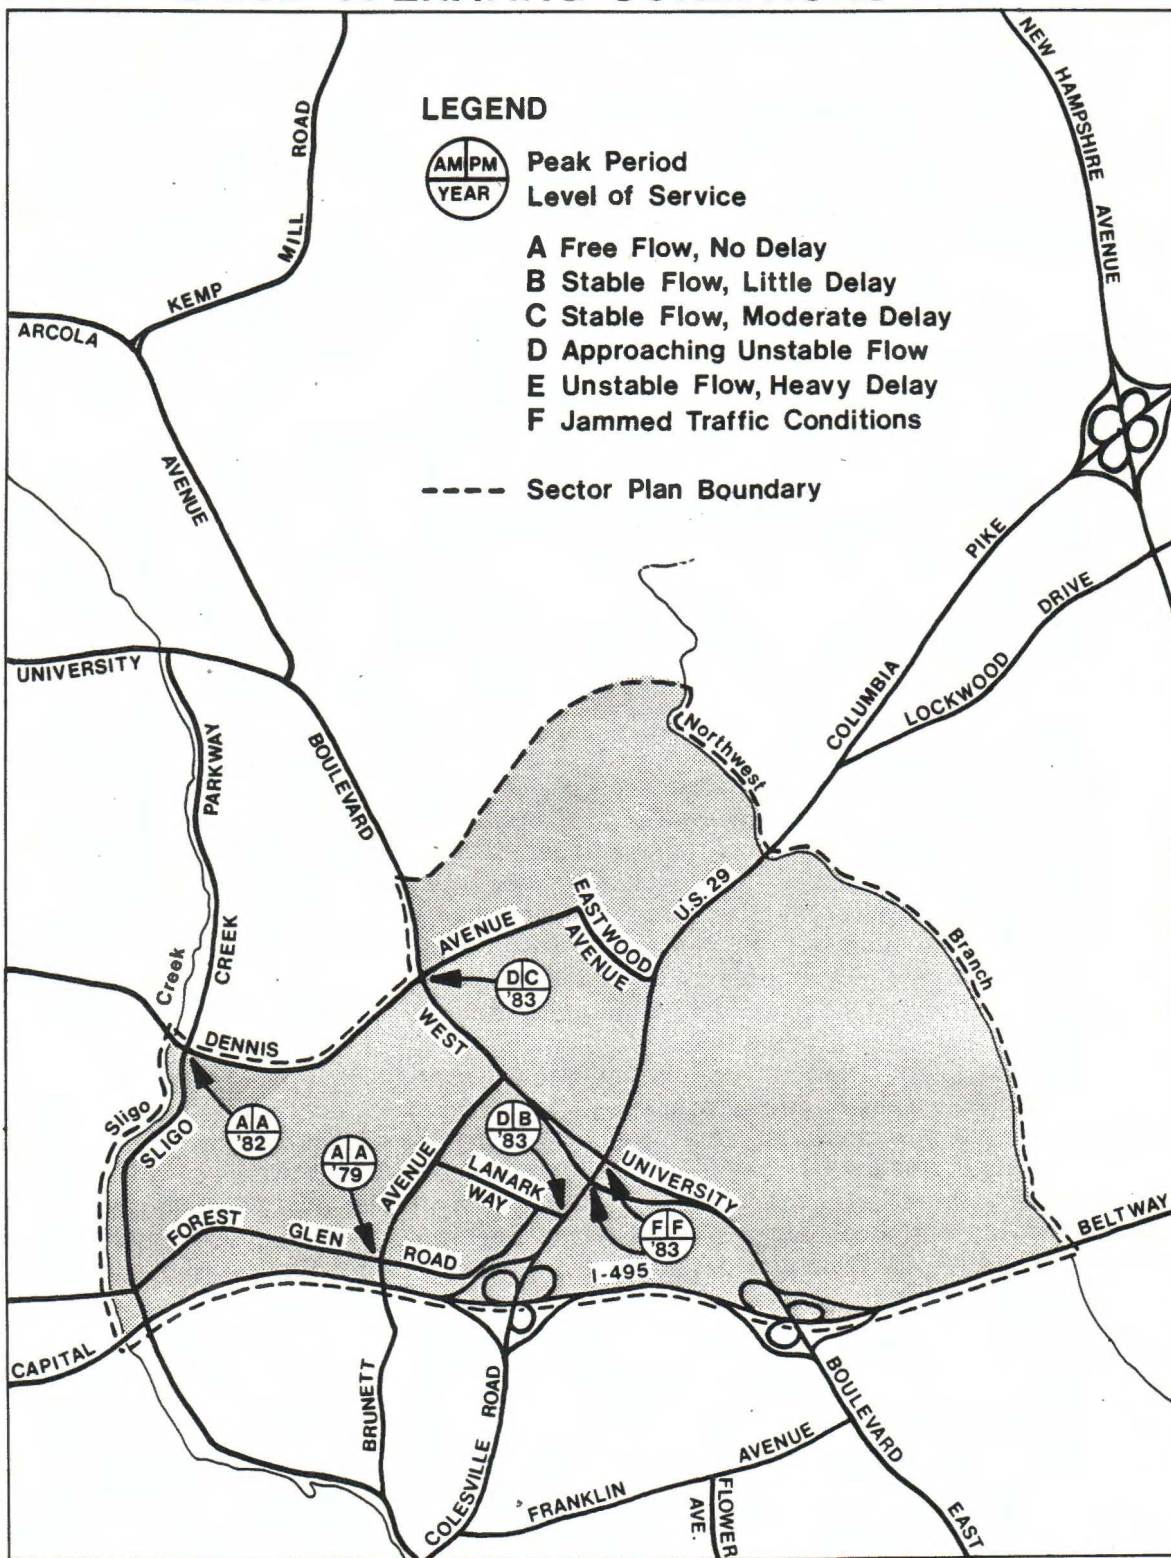 LEGEND
AM PM
YEAR
Peak Period
Level of Service
A Free Flow, No Delay
B Stable Flow, Little Delay
C Stable Flow, Moderate Delay
D Approaching Unstable Flow
E Unstable Flow, Heavy Delay
F Jammed Traffic Conditions
Sector Plan Boundary
NEW HAMPSHIRE AVENUE
KEMP MILL ROAD
ARCOLA AVENUE
UNIVERSITY BOULEVARD WEST
COLUMBIA PIKE
LOCKWOOD DRIVE
Northwest Branch
U.S. 29
EASTWOOD AVENUE
SLIGO CREEK PARKWAY
Sligo Creek
DENNIS AVENUE
D C
'83
A A
'82
A A
'79
D B
'83
F F
'83
LANARK WAY
FOREST GLEN ROAD
BRUNETT AVENUE
UNIVERSITY BOULEVARD EAST
I-495
CAPITAL BELTWAY
COLESVILLE ROAD
FRANKLIN AVENUE
FLOWER AVE.